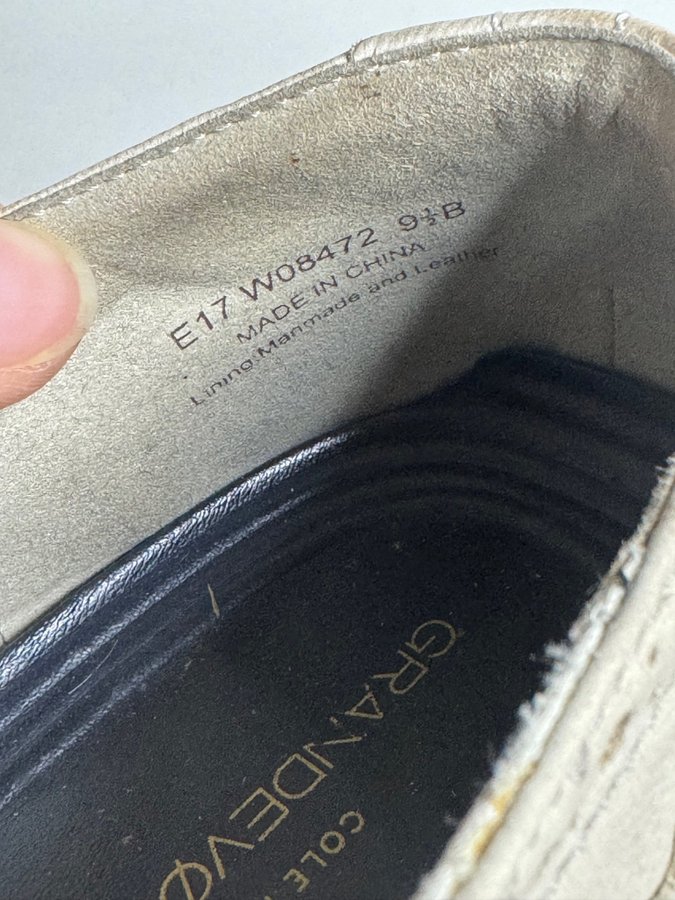 E17 W08472 9½B
MADE IN CHINA
Lining:Manmade and Leather
GRANDEVØ
COLE